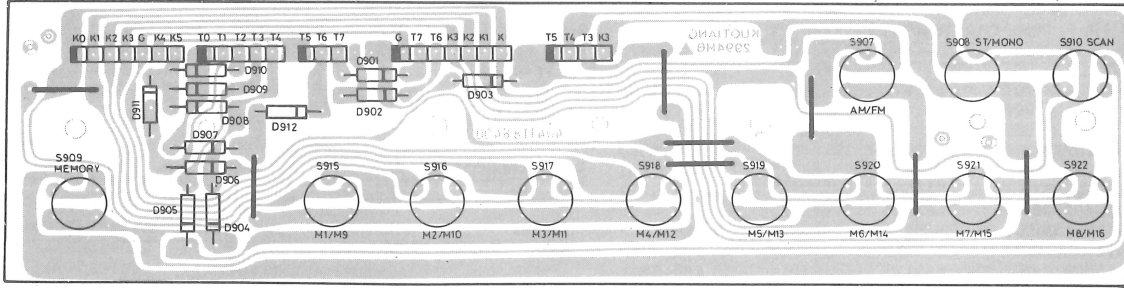 K0 K1 K2 K3 G K4 K5
T0 T1 T2 T3 T4
T5 T6 T7
G T7 T6 K3 K2 K1 K
T5 T4 T3 K3
KUOTIANG
2994MB
S907
AM/FM
S908 ST/MONO
S910 SCAN
D910
D909
D908
D911
D901
D902
D903
D912
D907
D906
D905
D904
S909
MEMORY
S915
M1/M9
S916
M2/M10
S917
M3/M11
S918
M4/M12
S919
M5/M13
S920
M6/M14
S921
M7/M15
S922
M8/M16